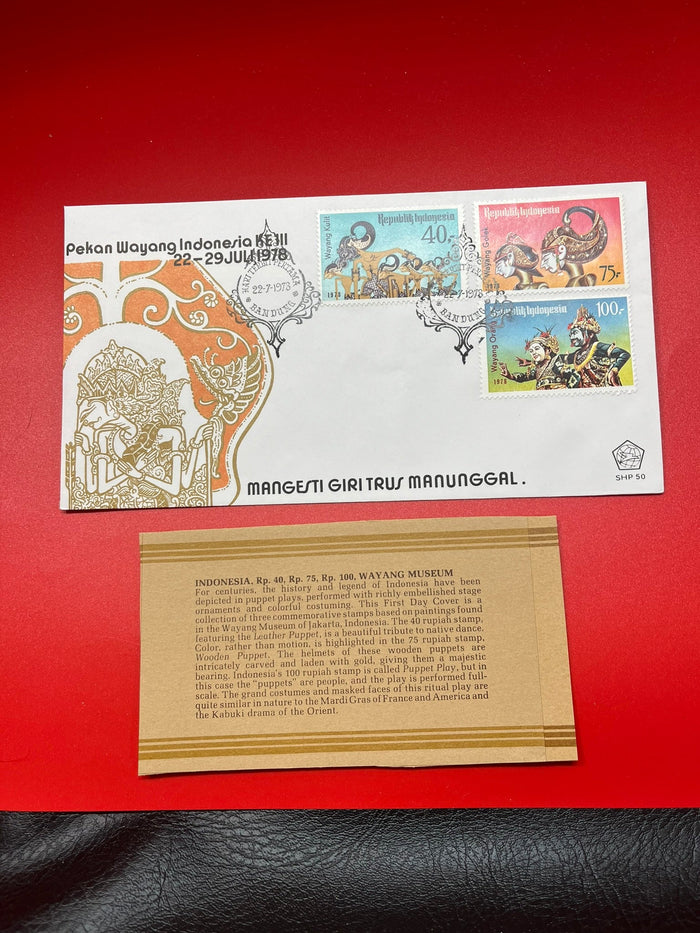 Pekan Wayang Indonesia KE III
22-29 JULI 1978
HARI TERBIT PERTAMA
22-7-1973
BANDUNG
Wayang Kulit
Republik Indonesia
40,-
1978
HARI TERBIT PERTAMA
22-7-1973
BANDUNG
Wayang Golek
Republik Indonesia
75,-
1978
Wayang Orang
Republik Indonesia
100,-
1978
MANGESTI GIRI TRUS MANUNGGAL.
SHP 50
INDONESIA, Rp. 40, Rp. 75, Rp. 100, WAYANG MUSEUM
For centuries, the history and legend of Indonesia have been
depicted in puppet plays, performed with richly embellished stage
ornaments and colorful costuming. This First Day Cover is a
collection of three commemorative stamps based on paintings found
in the Wayang Museum of Jakarta, Indonesia. The 40 rupiah stamp,
featuring the Leather Puppet, is a beautiful tribute to native dance.
Color, rather than motion, is highlighted in the 75 rupiah stamp,
Wooden Puppet. The helmets of these wooden puppets are
intricately carved and laden with gold, giving them a majestic
bearing. Indonesia's 100 rupiah stamp is called Puppet Play, but in
this case the "puppets" are people, and the play is performed full-
scale. The grand costumes and masked faces of this ritual play are
quite similar in nature to the Mardi Gras of France and America and
the Kabuki drama of the Orient.